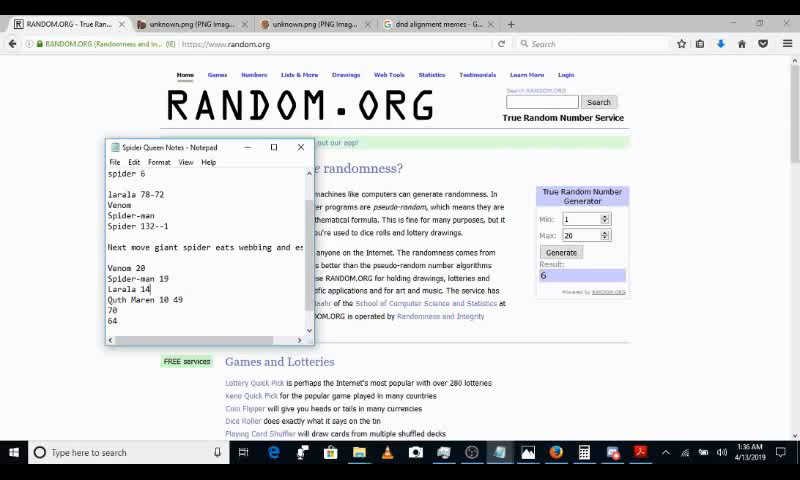 RANDOM.ORG - True Ran...
unknown.png (PNG Imag...
unknown.png (PNG Imag...
dnd alignment memes - G...
RANDOM.ORG (Randomness and In... (IE)
https://www.random.org
Search
Home Games Numbers Lists & More Drawings Web Tools Statistics Testimonials Learn More Login
RANDOM.ORG
Search RANDOM.ORG
Search
True Random Number Service
out our app!
Spider Queen Notes - Notepad
File Edit Format View Help
spider 6
larala 78-72
Venom
Spider-man
Spider 132--1
Next move giant spider eats webbing and es
Venom 20
Spider-man 19
Larala 14
Quth Maren 10 49
70
64
e randomness?
machines like computers can generate randomness. In
er programs are pseudo-random, which means they are
thematical formula. This is fine for many purposes, but it
you're used to dice rolls and lottery drawings.
anyone on the Internet. The randomness comes from
is better than the pseudo-random number algorithms
se RANDOM.ORG for holding drawings, lotteries and
ific applications and for art and music. The service has
Haahr of the School of Computer Science and Statistics at
DOM.ORG is operated by Randomness and Integrity
True Random Number
Generator
Min: 1
Max: 20
Generate
Result:
6
Powered by RANDOM.ORG
FREE services
Games and Lotteries
Lottery Quick Pick is perhaps the Internet's most popular with over 280 lotteries
Keno Quick Pick for the popular game played in many countries
Coin Flipper will give you heads or tails in many currencies
Dice Roller does exactly what it says on the tin
Playing Card Shuffler will draw cards from multiple shuffled decks
Type here to search
1:36 AM
4/13/2019